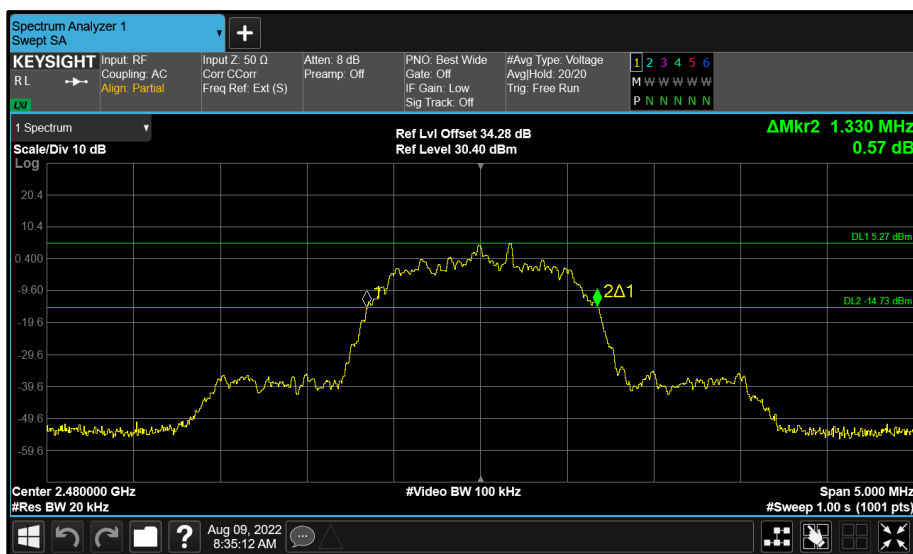 Spectrum Analyzer 1
Swept SA
+
KEYSIGHT
RL
LXI
Input: RF
Coupling: AC
Align: Partial
Input Z: 50 Ω
Corr CCorr
Freq Ref: Ext (S)
Atten: 8 dB
Preamp: Off
PNO: Best Wide
Gate: Off
IF Gain: Low
Sig Track: Off
#Avg Type: Voltage
Avg|Hold: 20/20
Trig: Free Run
1 2 3 4 5 6
M W W W W W
P N N N N N
1 Spectrum
Scale/Div 10 dB
Log
Ref Lvl Offset 34.28 dB
Ref Level 30.40 dBm
ΔMkr2 1.330 MHz
0.57 dB
20.4
10.4
DL1 5.27 dBm
0.400
-9.60
1
2Δ1
DL2 -14.73 dBm
-19.6
-29.6
-39.6
-49.6
-59.6
Center 2.480000 GHz
#Res BW 20 kHz
#Video BW 100 kHz
Span 5.000 MHz
#Sweep 1.00 s (1001 pts)
?
Aug 09, 2022
8:35:12 AM